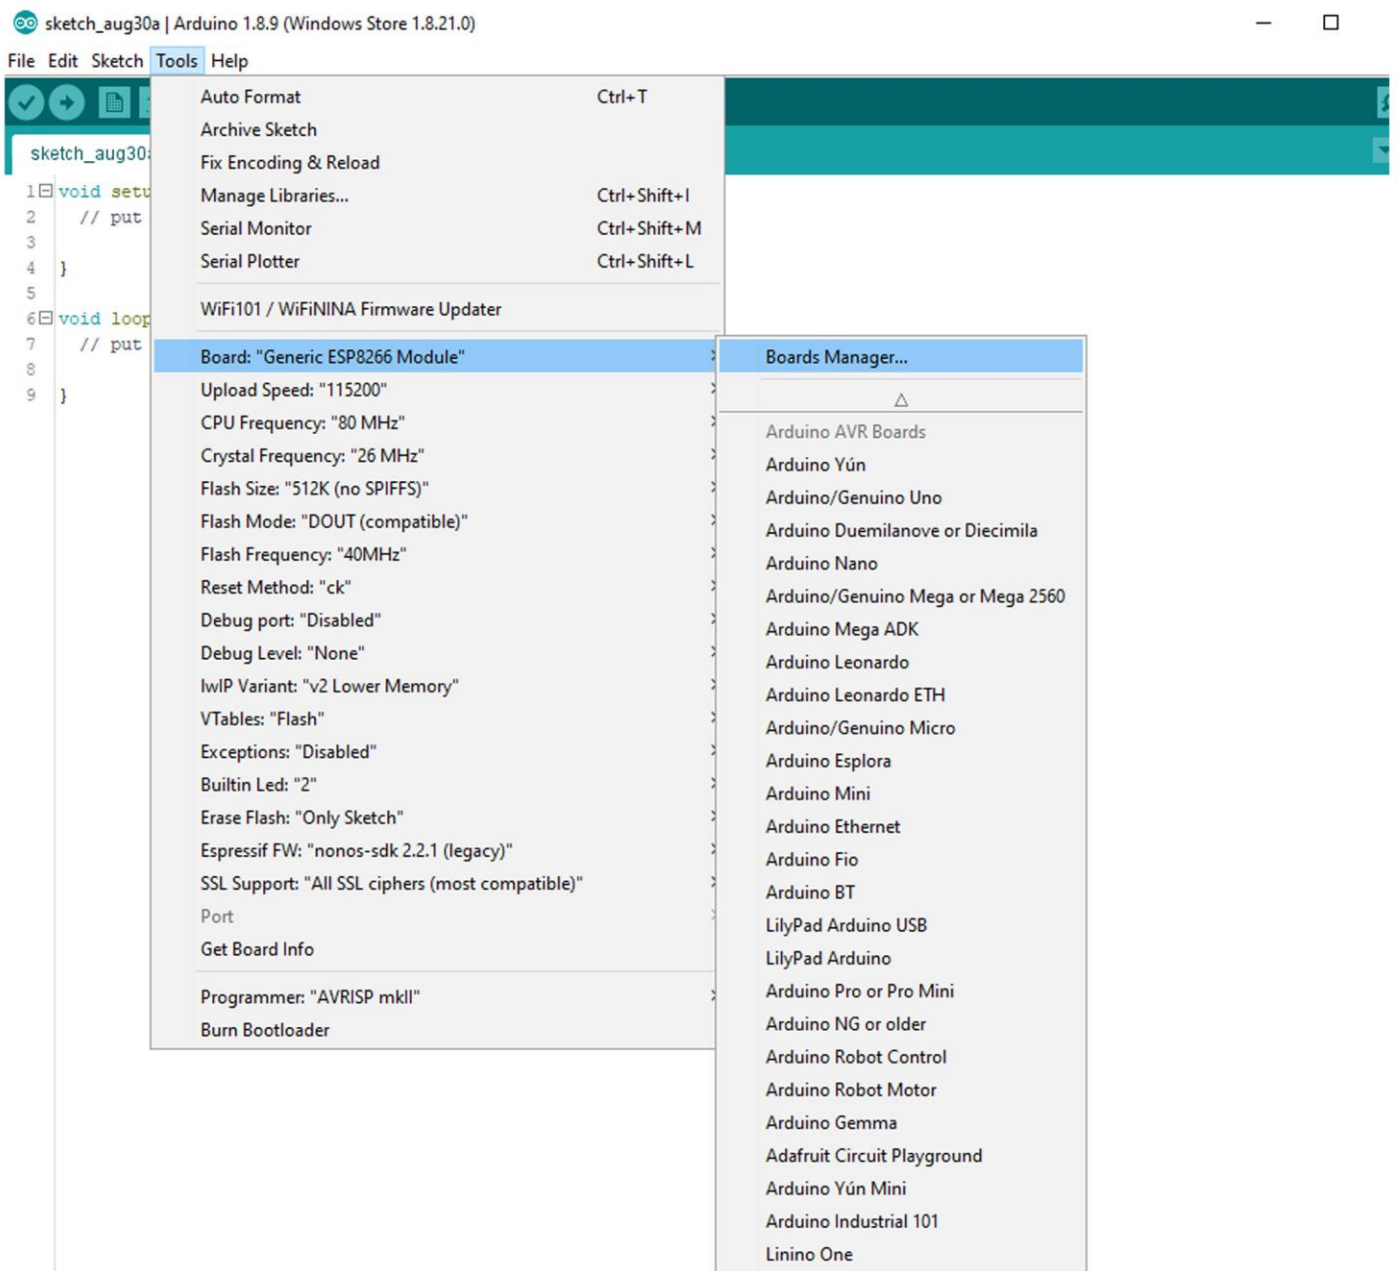 sketch_aug30a | Arduino 1.8.9 (Windows Store 1.8.21.0)
File Edit Sketch Tools Help
sketch_aug30
1 void setu
2 // put
3
4 }
5
6 void loop
7 // put
8
9 }
Auto Format Ctrl+T
Archive Sketch
Fix Encoding & Reload
Manage Libraries... Ctrl+Shift+I
Serial Monitor Ctrl+Shift+M
Serial Plotter Ctrl+Shift+L
WiFi101 / WiFiNINA Firmware Updater
Board: "Generic ESP8266 Module"
Upload Speed: "115200"
CPU Frequency: "80 MHz"
Crystal Frequency: "26 MHz"
Flash Size: "512K (no SPIFFS)"
Flash Mode: "DOUT (compatible)"
Flash Frequency: "40MHz"
Reset Method: "ck"
Debug port: "Disabled"
Debug Level: "None"
lwIP Variant: "v2 Lower Memory"
VTables: "Flash"
Exceptions: "Disabled"
Builtin Led: "2"
Erase Flash: "Only Sketch"
Espressif FW: "nonos-sdk 2.2.1 (legacy)"
SSL Support: "All SSL ciphers (most compatible)"
Port
Get Board Info
Programmer: "AVRISP mkII"
Burn Bootloader
Boards Manager...
Arduino AVR Boards
Arduino Yún
Arduino/Genuino Uno
Arduino Duemilanove or Diecimila
Arduino Nano
Arduino/Genuino Mega or Mega 2560
Arduino Mega ADK
Arduino Leonardo
Arduino Leonardo ETH
Arduino/Genuino Micro
Arduino Esplora
Arduino Mini
Arduino Ethernet
Arduino Fio
Arduino BT
LilyPad Arduino USB
LilyPad Arduino
Arduino Pro or Pro Mini
Arduino NG or older
Arduino Robot Control
Arduino Robot Motor
Arduino Gemma
Adafruit Circuit Playground
Arduino Yún Mini
Arduino Industrial 101
Linino One